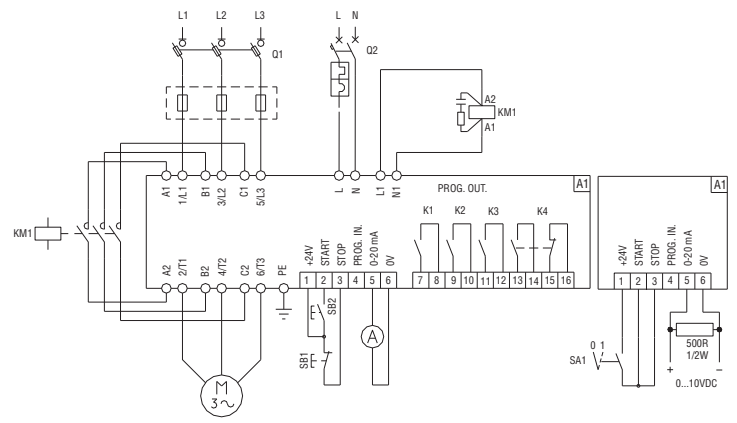 L1 L2 L3 L N
Q1
Q2
A2
KM1
A1
A1 1/L1 B1 3/L2 C1 5/L3 L N L1 N1
PROG. OUT.
A1
A1
KM1
K1 K2 K3 K4
A2 2/T1 B2 4/T2 C2 6/T3 PE
+24V START STOP PROG. IN. 0-20mA 0V
+24V START STOP PROG. IN. 0-20mA 0V
1 2 3 4 5 6
7 8 9 10 11 12 13 14 15 16
1 2 3 4 5 6
SB2
SB1
A
500R
1/2W
0 1
SA1
+ –
0...10VDC
M
3~